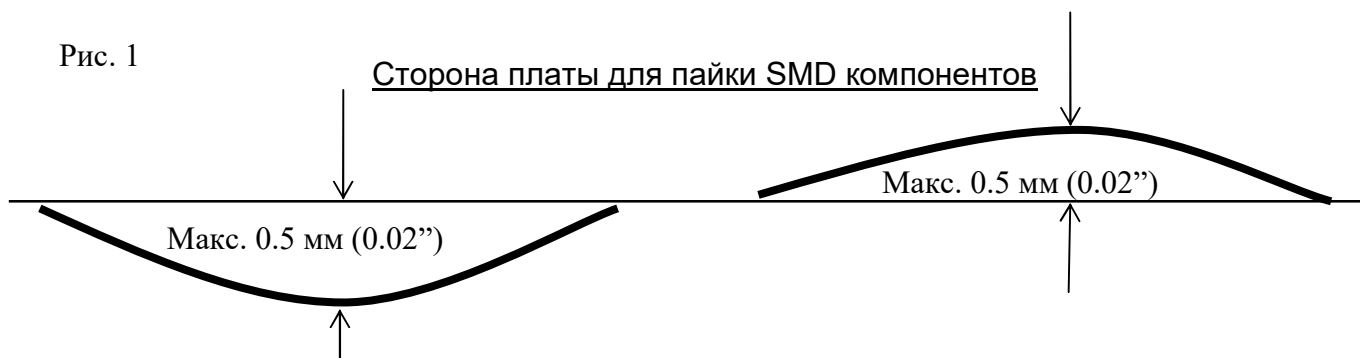 Рис. 1
Сторона платы для пайки SMD компонентов
Макс. 0.5 мм (0.02”)
Макс. 0.5 мм (0.02”)